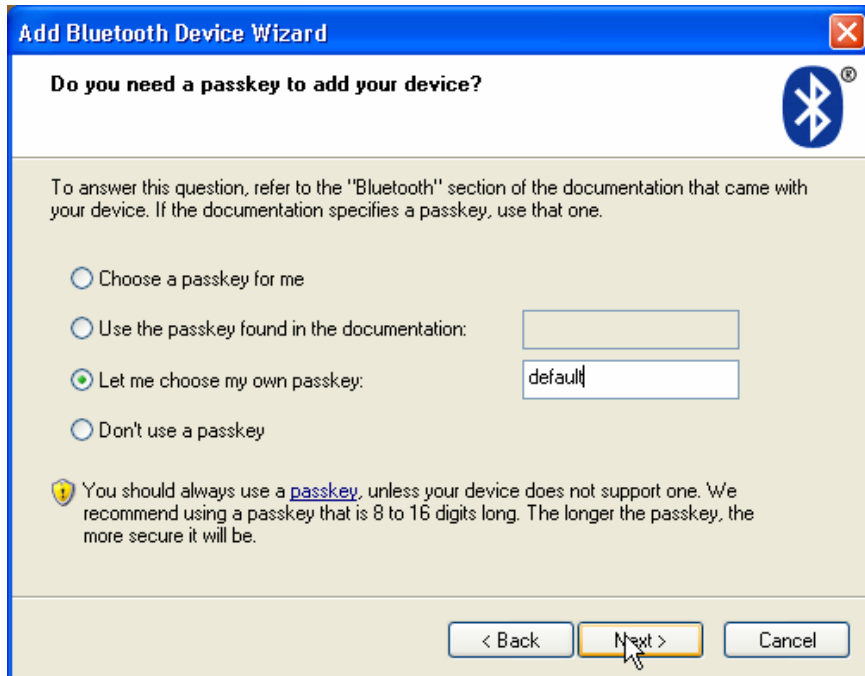 Add Bluetooth Device Wizard
Do you need a passkey to add your device?
®
To answer this question, refer to the "Bluetooth" section of the documentation that came with
your device. If the documentation specifies a passkey, use that one.
Choose a passkey for me
Use the passkey found in the documentation:
Let me choose my own passkey: default
Don't use a passkey
You should always use a passkey, unless your device does not support one. We
recommend using a passkey that is 8 to 16 digits long. The longer the passkey, the
more secure it will be.
< Back Next > Cancel